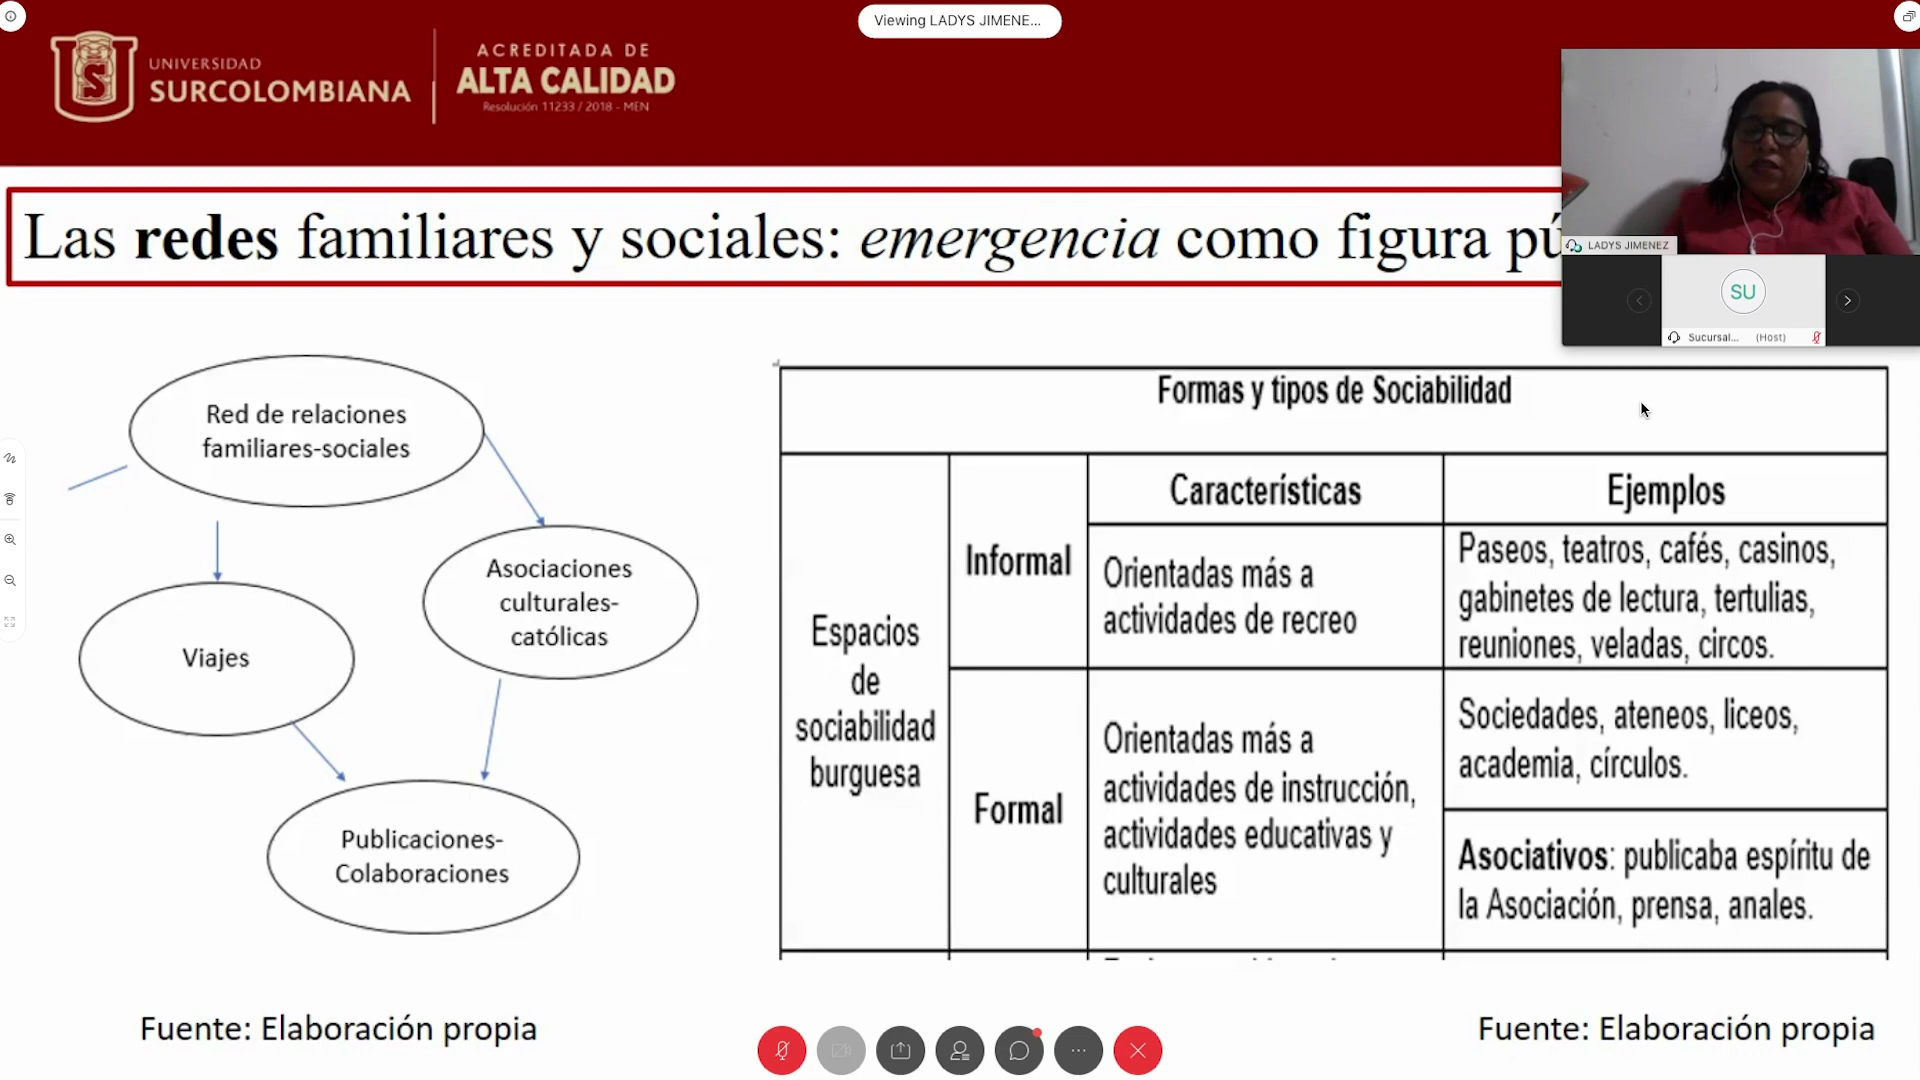 Viewing LADYS JIMENE...
UNIVERSIDAD
SURCOLOMBIANA
ACREDITADA DE
ALTA CALIDAD
Resolución 11233 / 2018 - MEN
LADYS JIMENEZ
SU
Sucursal... (Host)
Las redes familiares y sociales: emergencia como figura pú
Red de relaciones
familiares-sociales
Asociaciones
culturales-
católicas
Viajes
Publicaciones-
Colaboraciones
Fuente: Elaboración propia
Formas y tipos de Sociabilidad
Características
Ejemplos
Espacios
de
sociabilidad
burguesa
Informal
Orientadas más a
actividades de recreo
Paseos, teatros, cafés, casinos,
gabinetes de lectura, tertulias,
reuniones, veladas, circos.
Formal
Orientadas más a
actividades de instrucción,
actividades educativas y
culturales
Sociedades, ateneos, liceos,
academia, círculos.
Asociativos: publicaba espíritu de
la Asociación, prensa, anales.
Fuente: Elaboración propia